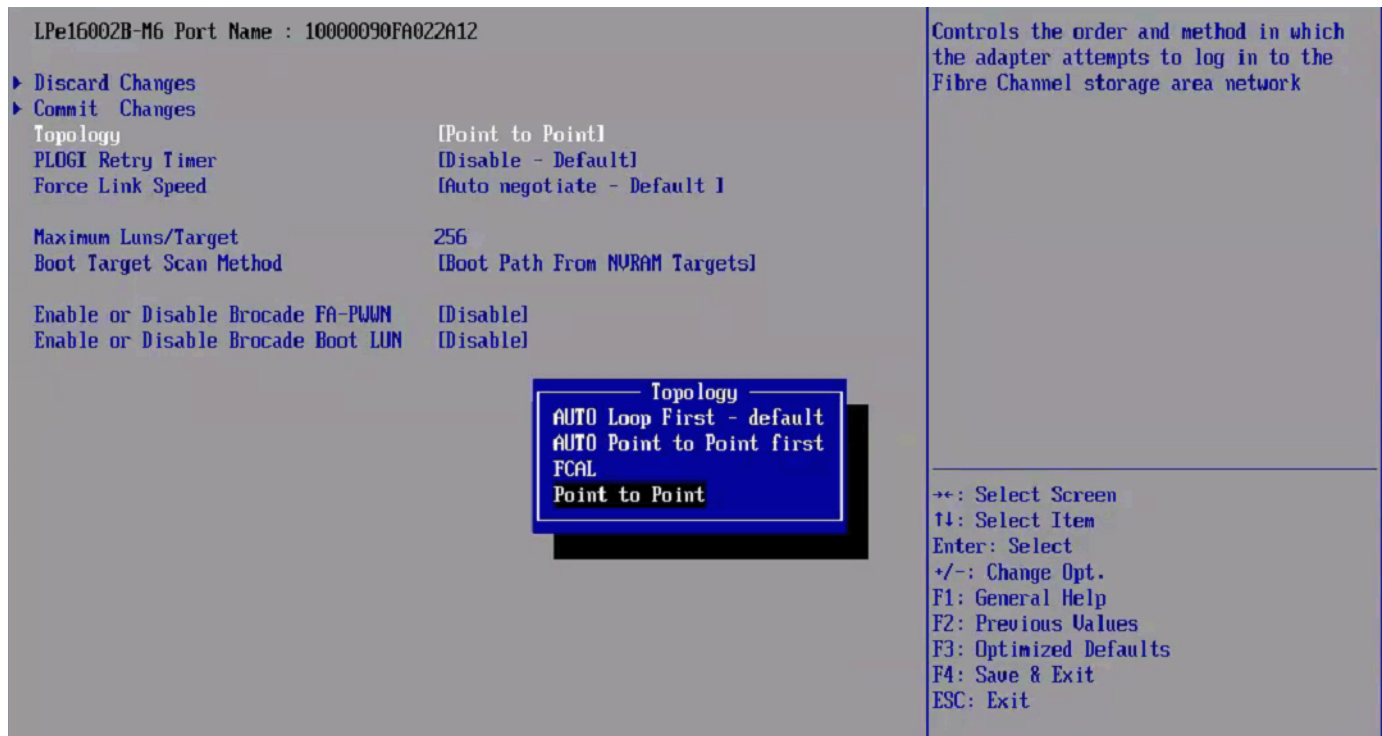 LPe16002B-M6 Port Name : 10000090FA022A12
Discard Changes
Commit Changes
Topology [Point to Point]
PLOGI Retry Timer [Disable - Default]
Force Link Speed [Auto negotiate - Default ]
Maximum Luns/Target 256
Boot Target Scan Method [Boot Path From NVRAM Targets]
Enable or Disable Brocade FA-PWWN [Disable]
Enable or Disable Brocade Boot LUN [Disable]
Topology
AUTO Loop First - default
AUTO Point to Point first
FCAL
Point to Point
Controls the order and method in which
the adapter attempts to log in to the
Fibre Channel storage area network
→←: Select Screen
↑↓: Select Item
Enter: Select
+/-: Change Opt.
F1: General Help
F2: Previous Values
F3: Optimized Defaults
F4: Save & Exit
ESC: Exit